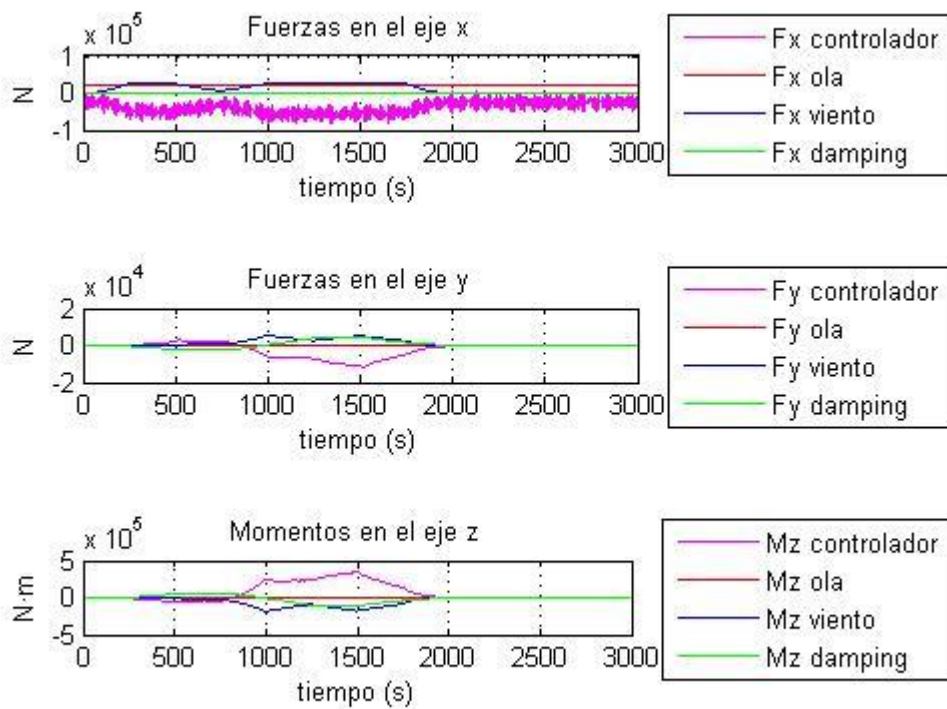 x 10^5
Fuerzas en el eje x
N
1
0
-1
0 500 1000 1500 2000 2500 3000
tiempo (s)
Fx controlador
Fx ola
Fx viento
Fx damping
x 10^4
Fuerzas en el eje y
N
2
0
-2
0 500 1000 1500 2000 2500 3000
tiempo (s)
Fy controlador
Fy ola
Fy viento
Fy damping
x 10^5
Momentos en el eje z
N·m
5
0
-5
0 500 1000 1500 2000 2500 3000
tiempo (s)
Mz controlador
Mz ola
Mz viento
Mz damping